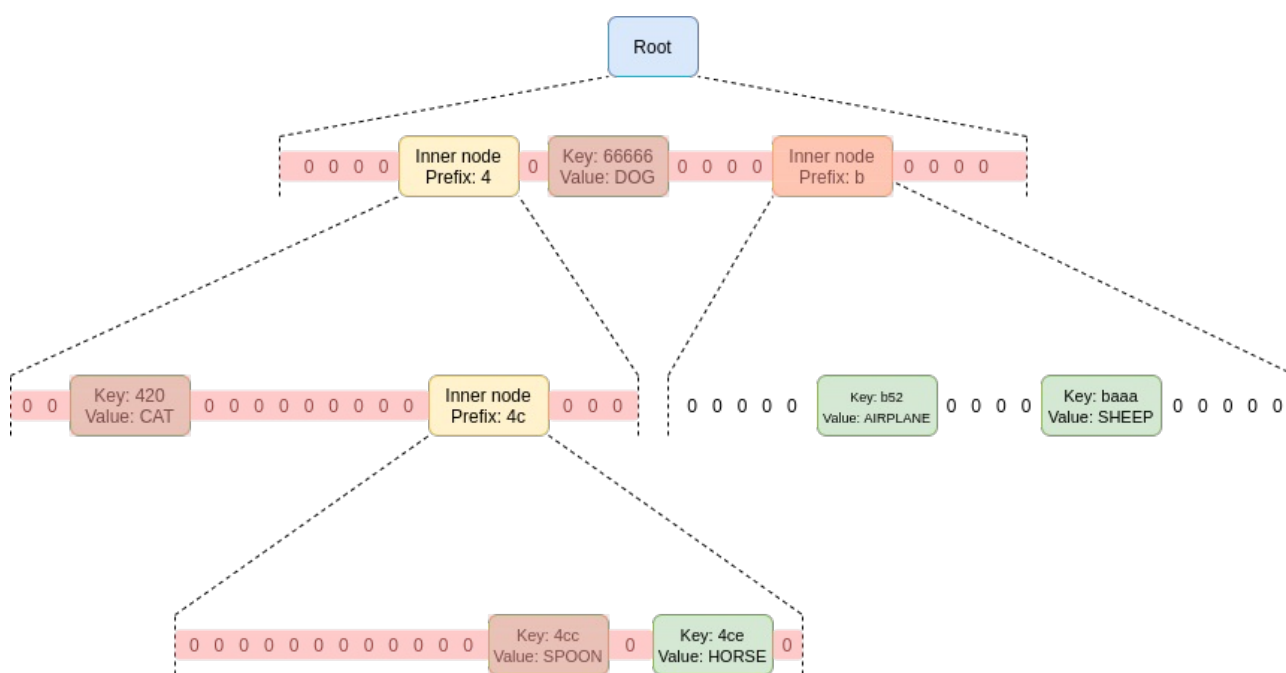 Root
0 0 0 0
Inner node
Prefix: 4
0
Key: 66666
Value: DOG
0 0 0 0
Inner node
Prefix: b
0 0 0 0
0 0
Key: 420
Value: CAT
0 0 0 0 0 0 0 0 0
Inner node
Prefix: 4c
0 0 0
0 0 0 0 0
Key: b52
Value: AIRPLANE
0 0 0 0
Key: baaa
Value: SHEEP
0 0 0 0 0
0 0 0 0 0 0 0 0 0 0 0 0
Key: 4cc
Value: SPOON
0
Key: 4ce
Value: HORSE
0